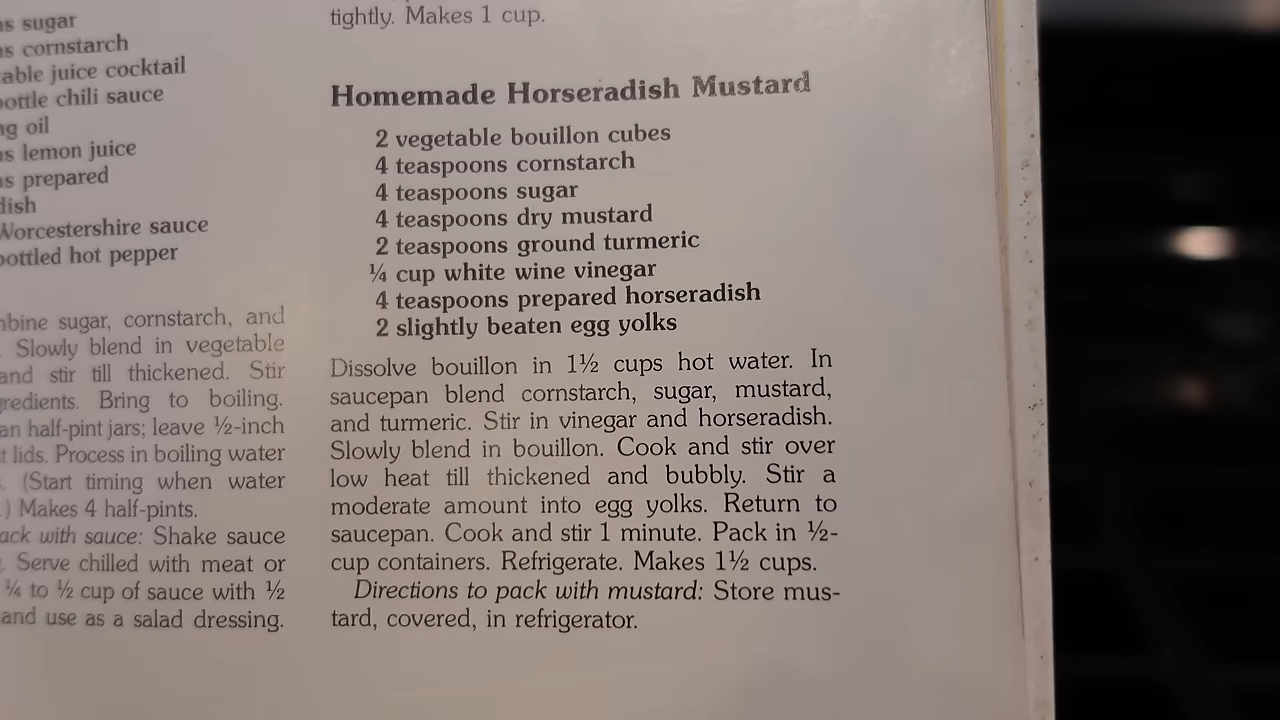 sugar
cornstarch
juice cocktail
chili sauce
oil
lemon juice
prepared
Worcestershire sauce
bottled hot pepper
sugar, cornstarch, and
Slowly blend in vegetable
and stir till thickened. Stir
Bring to boiling.
half-pint jars; leave ½-inch
lids. Process in boiling water
(Start timing when water
.) Makes 4 half-pints.
with sauce: Shake sauce
Serve chilled with meat or
¼ to ½ cup of sauce with ½
and use as a salad dressing.
tightly. Makes 1 cup.
Homemade Horseradish Mustard
2 vegetable bouillon cubes
4 teaspoons cornstarch
4 teaspoons sugar
4 teaspoons dry mustard
2 teaspoons ground turmeric
¼ cup white wine vinegar
4 teaspoons prepared horseradish
2 slightly beaten egg yolks
Dissolve bouillon in 1½ cups hot water. In
saucepan blend cornstarch, sugar, mustard,
and turmeric. Stir in vinegar and horseradish.
Slowly blend in bouillon. Cook and stir over
low heat till thickened and bubbly. Stir a
moderate amount into egg yolks. Return to
saucepan. Cook and stir 1 minute. Pack in ½-
cup containers. Refrigerate. Makes 1½ cups.
Directions to pack with mustard: Store mus-
tard, covered, in refrigerator.